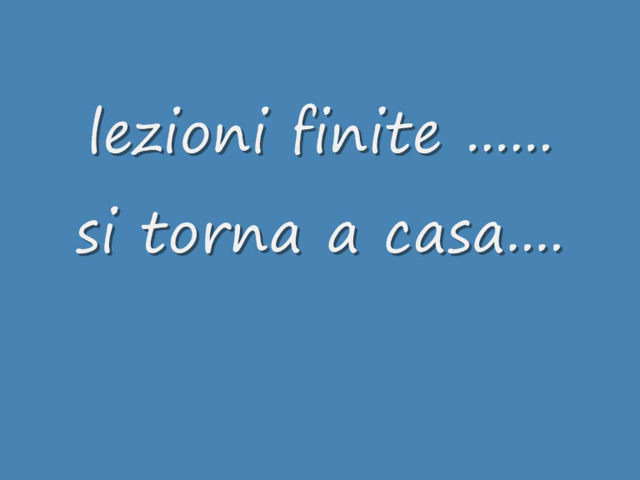 lezioni finite ......
si torna a casa....